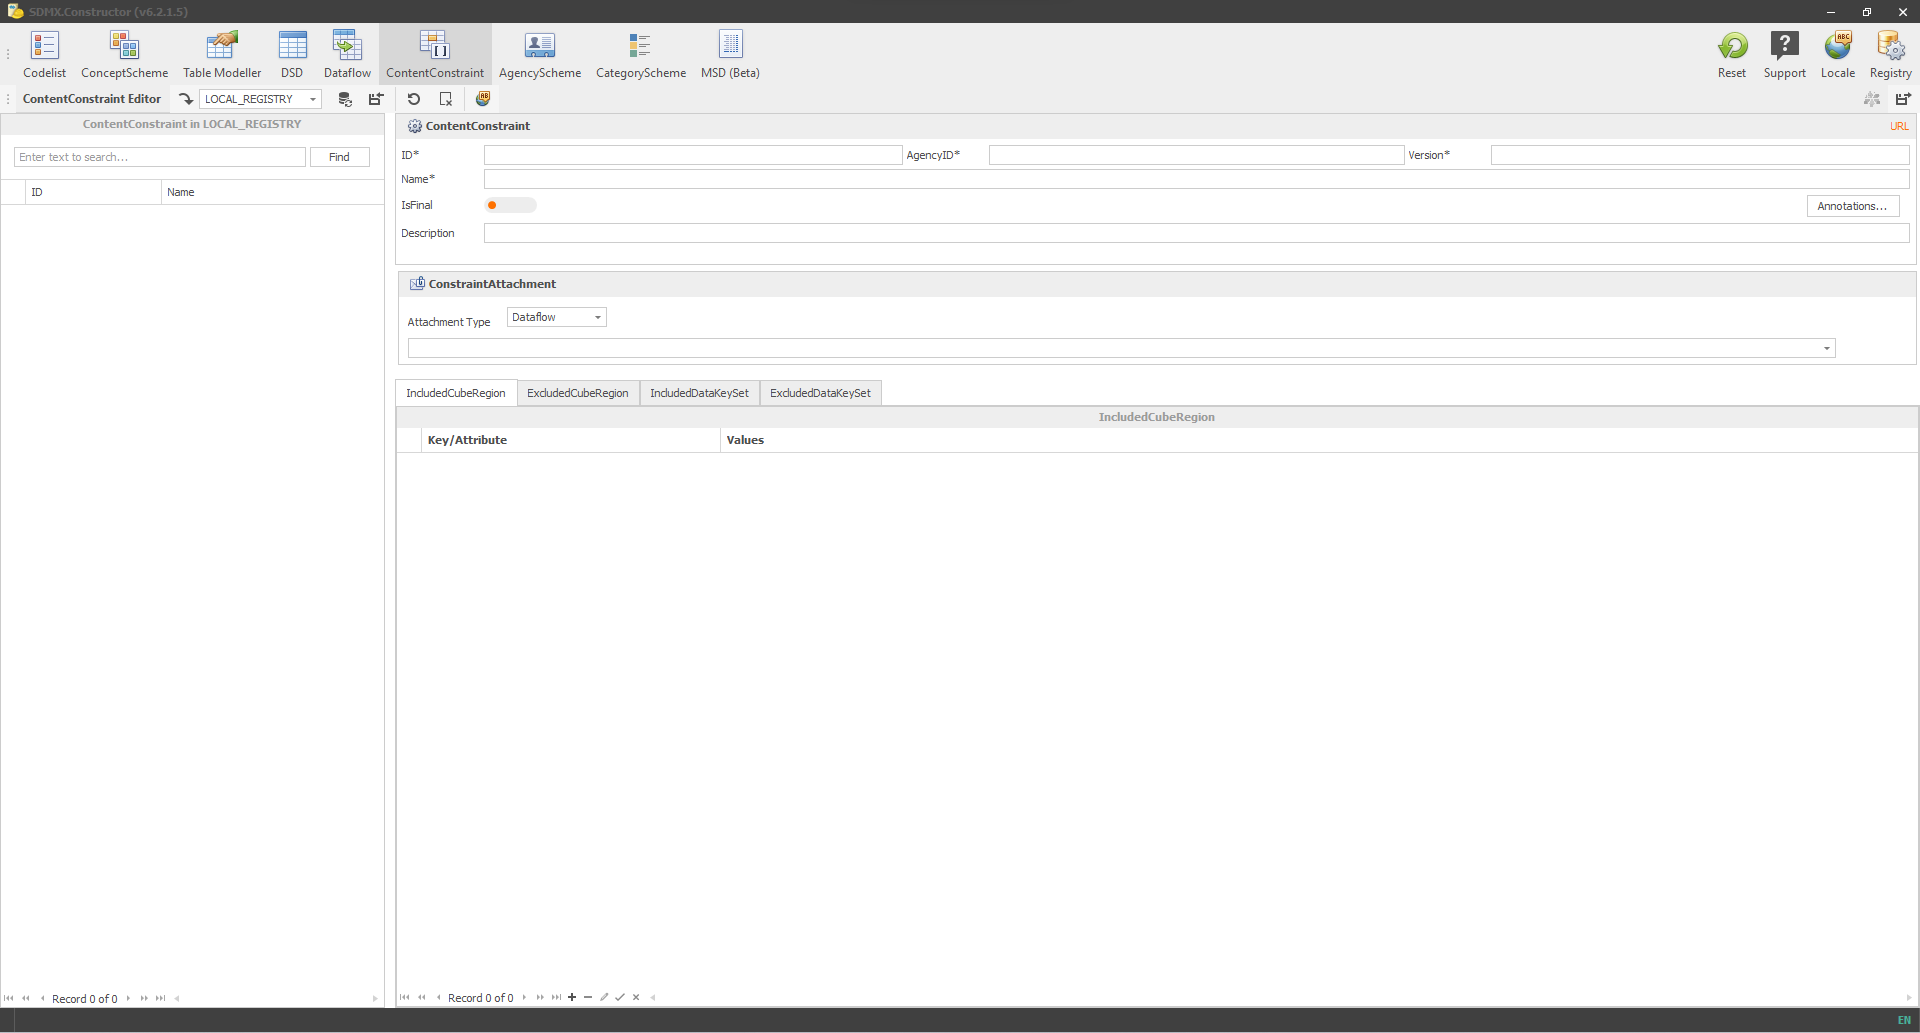 SDMX.Constructor (v6.2.1.5)
Codelist
ConceptScheme
Table Modeller
DSD
Dataflow
ContentConstraint
AgencyScheme
CategoryScheme
MSD (Beta)
Reset
Support
Locale
Registry
ContentConstraint Editor
LOCAL_REGISTRY
ContentConstraint in LOCAL_REGISTRY
Enter text to search...
Find
ID
Name
Record 0 of 0
ContentConstraint
URL
ID*
AgencyID*
Version*
Name*
IsFinal
Annotations...
Description
ConstraintAttachment
Attachment Type
Dataflow
IncludedCubeRegion
ExcludedCubeRegion
IncludedDataKeySet
ExcludedDataKeySet
IncludedCubeRegion
Key/Attribute
Values
Record 0 of 0
EN